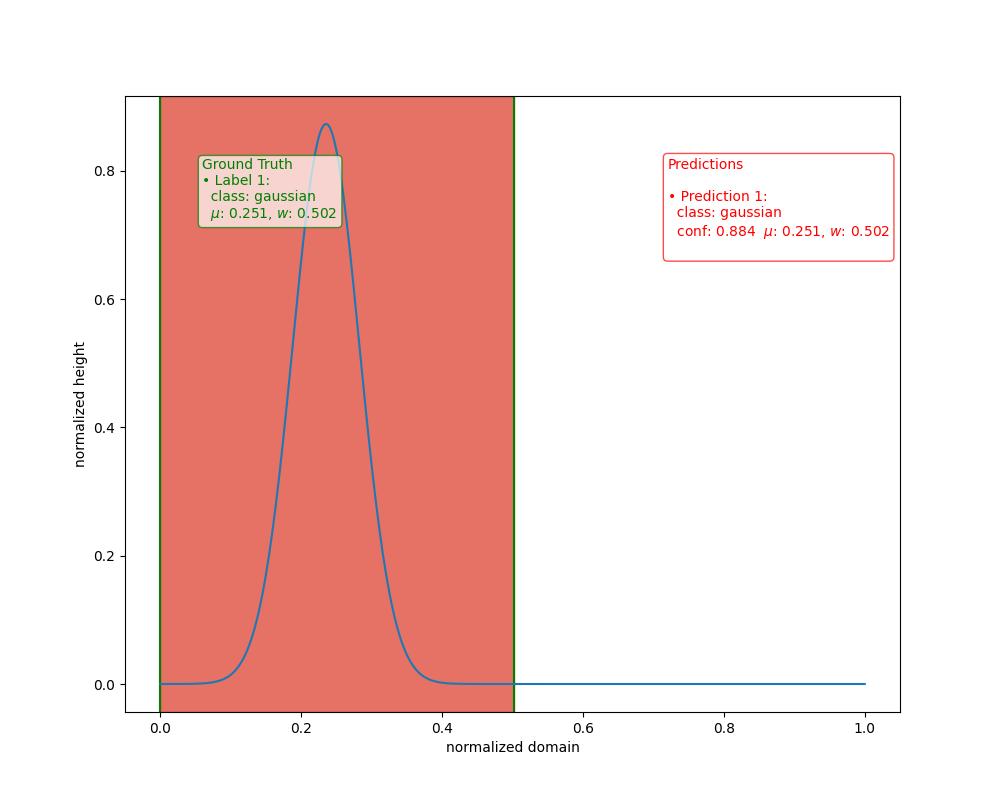 Ground Truth
• Label 1:
class: gaussian
μ: 0.251, w: 0.502
Predictions
• Prediction 1:
class: gaussian
conf: 0.884  μ: 0.251, w: 0.502
normalized height
0.8
0.6
0.4
0.2
0.0
0.0 0.2 0.4 0.6 0.8 1.0
normalized domain